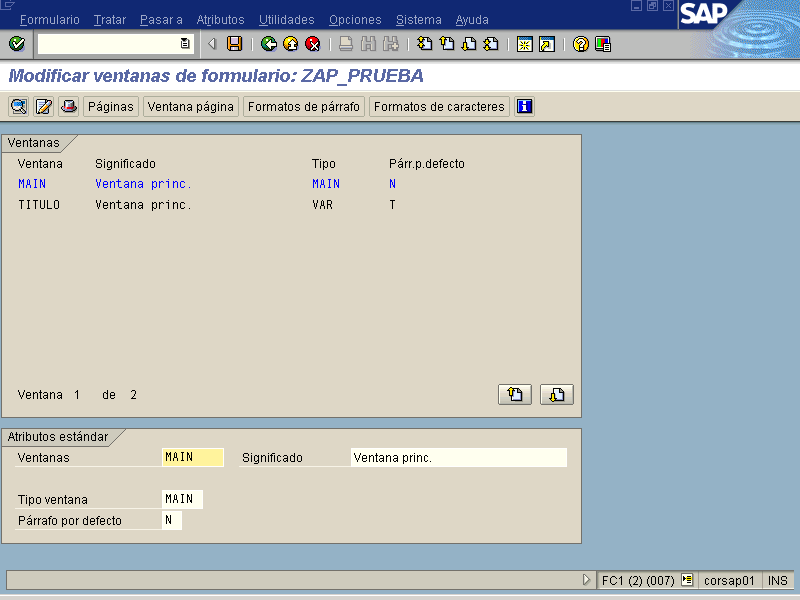 Formulario Tratar Pasar a Atributos Utilidades Opciones Sistema Ayuda
SAP
Modificar ventanas de formulario: ZAP_PRUEBA
Páginas Ventana página Formatos de párrafo Formatos de caracteres
Ventanas
Ventana Significado Tipo Párr.p.defecto
MAIN Ventana princ. MAIN N
TITULO Ventana princ. VAR T
Ventana 1 de 2
Atributos estándar
Ventanas MAIN Significado Ventana princ.
Tipo ventana MAIN
Párrafo por defecto N
FC1 (2) (007) corsap01 INS